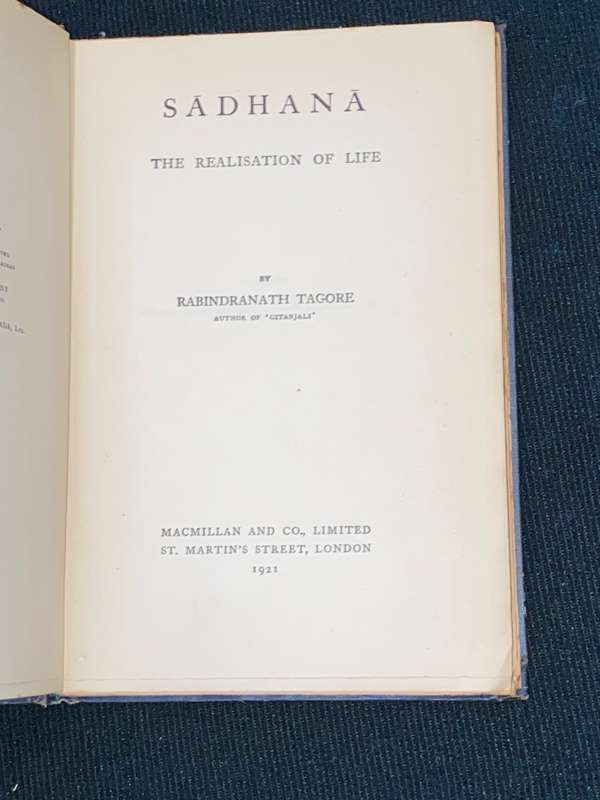 SĀDHANĀ
THE REALISATION OF LIFE
BY
RABINDRANATH TAGORE
AUTHOR OF 'GITANJALI'
MACMILLAN AND CO., LIMITED
ST. MARTIN'S STREET, LONDON
1921